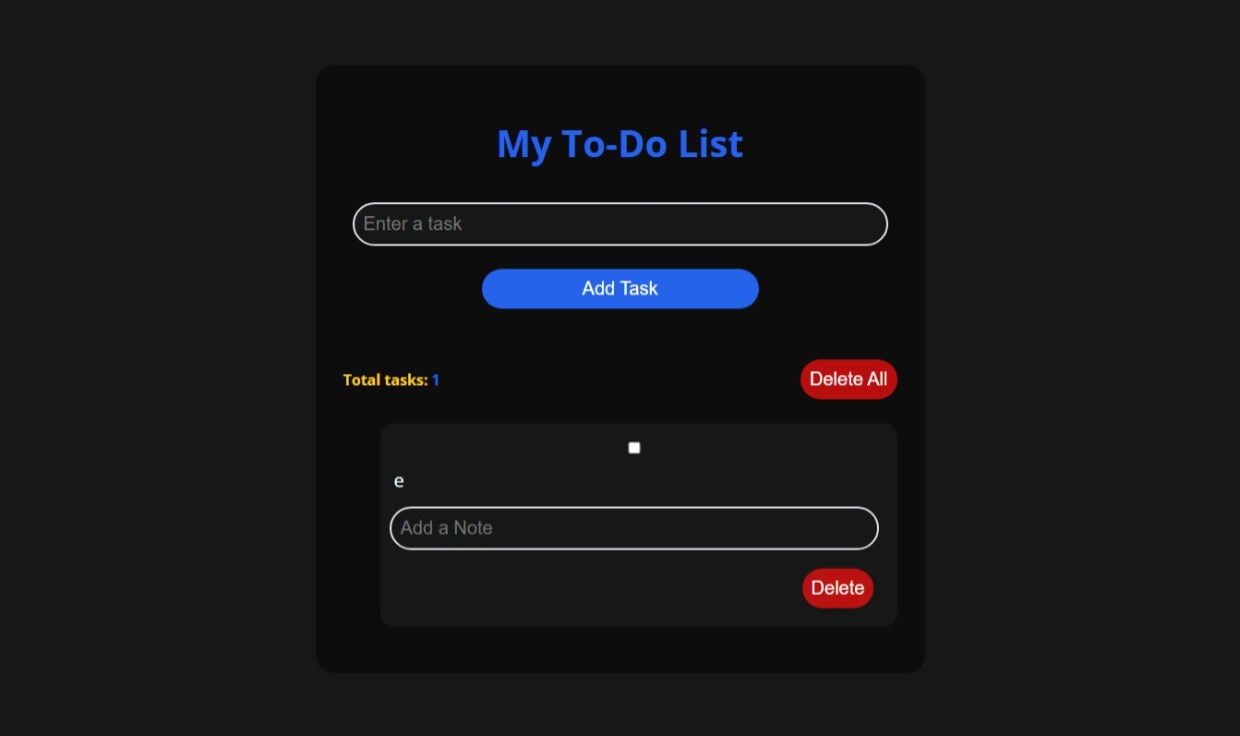 My To-Do List
Enter a task
Add Task
Total tasks: 1
Delete All
e
Add a Note
Delete